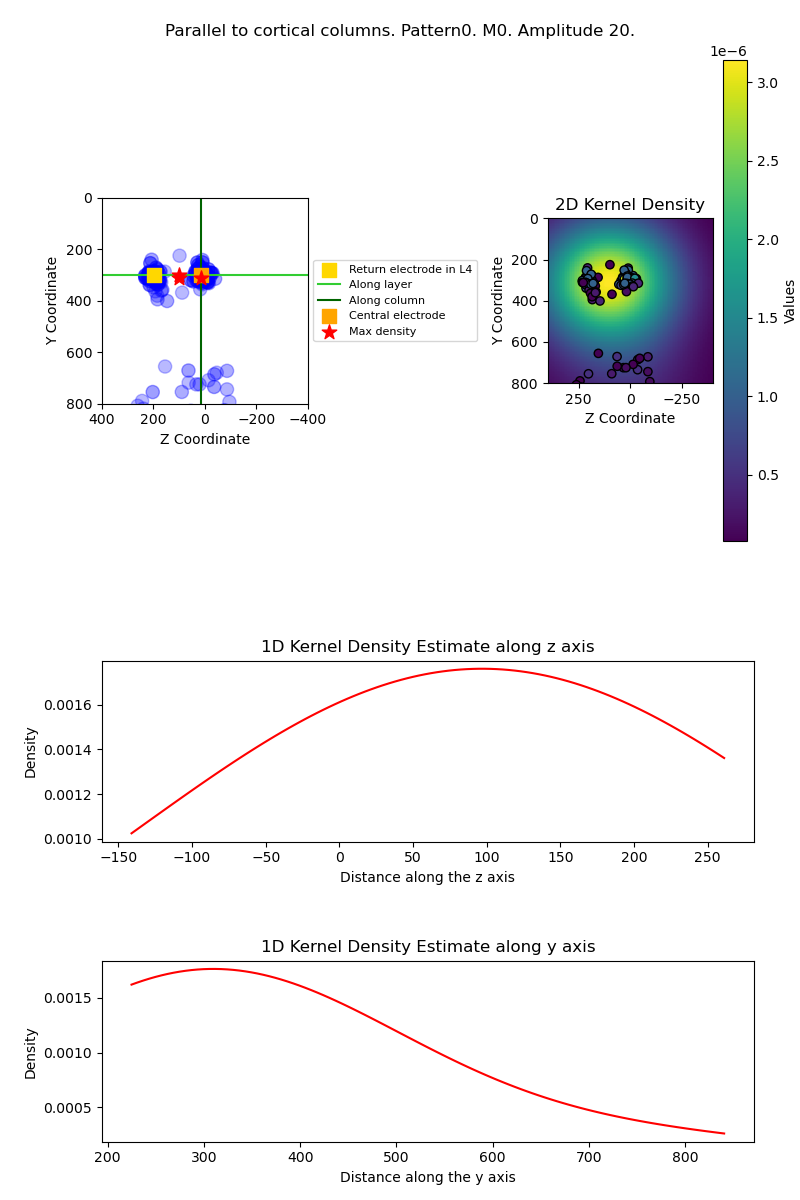 Parallel to cortical columns. Pattern0. M0. Amplitude 20.
1e−6
0
200
400
600
800
400
200
0
−200
−400
Y Coordinate
Z Coordinate
Return electrode in L4
Along layer
Along column
Central electrode
Max density
2D Kernel Density
0
200
400
600
800
250
0
−250
Y Coordinate
Z Coordinate
3.0
2.5
2.0
1.5
1.0
0.5
Values
1D Kernel Density Estimate along z axis
0.0016
0.0014
0.0012
0.0010
Density
−150
−100
−50
0
50
100
150
200
250
Distance along the z axis
1D Kernel Density Estimate along y axis
0.0015
0.0010
0.0005
Density
200
300
400
500
600
700
800
Distance along the y axis